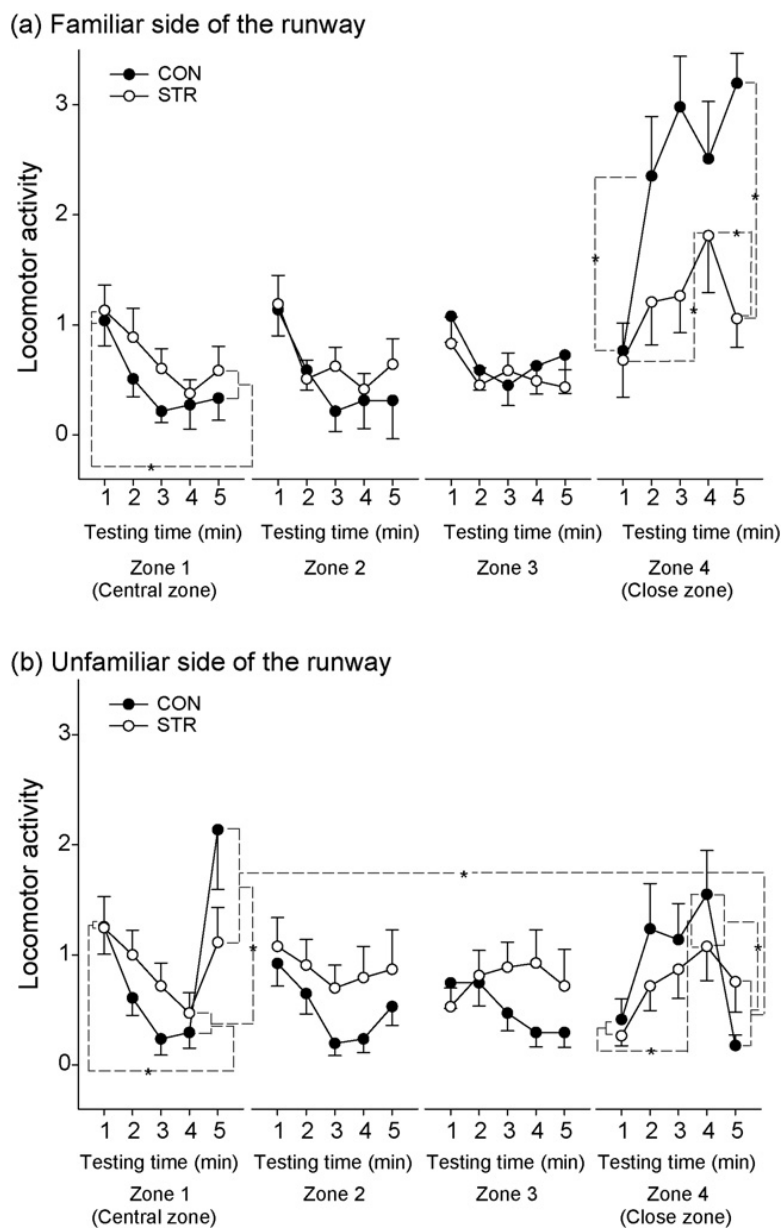 (a) Familiar side of the runway
CON
STR
Locomotor activity
3
2
1
0
* * * * *
1 2 3 4 5 1 2 3 4 5 1 2 3 4 5 1 2 3 4 5
Testing time (min) Testing time (min) Testing time (min) Testing time (min)
Zone 1 Zone 2 Zone 3 Zone 4
(Central zone) (Close zone)
(b) Unfamiliar side of the runway
CON
STR
Locomotor activity
3
2
1
0
* * * * *
1 2 3 4 5 1 2 3 4 5 1 2 3 4 5 1 2 3 4 5
Testing time (min) Testing time (min) Testing time (min) Testing time (min)
Zone 1 Zone 2 Zone 3 Zone 4
(Central zone) (Close zone)